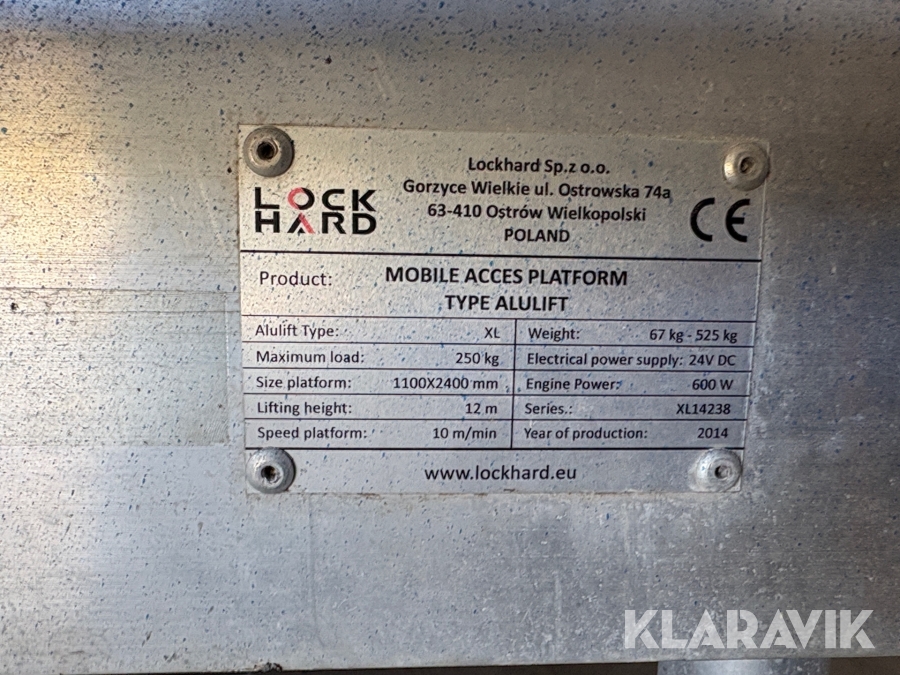 LOCK
HARD
Lockhard Sp.z o.o.
Gorzyce Wielkie ul. Ostrowska 74a
63-410 Ostrów Wielkopolski
POLAND
CE
Product: MOBILE ACCES PLATFORM
TYPE ALULIFT
Alulift Type: XL Weight: 67 kg - 525 kg
Maximum load: 250 kg Electrical power supply: 24V DC
Size platform: 1100X2400 mm Engine Power: 600 W
Lifting height: 12 m Series.: XL14238
Speed platform: 10 m/min Year of production: 2014
www.lockhard.eu
KLARAVIK